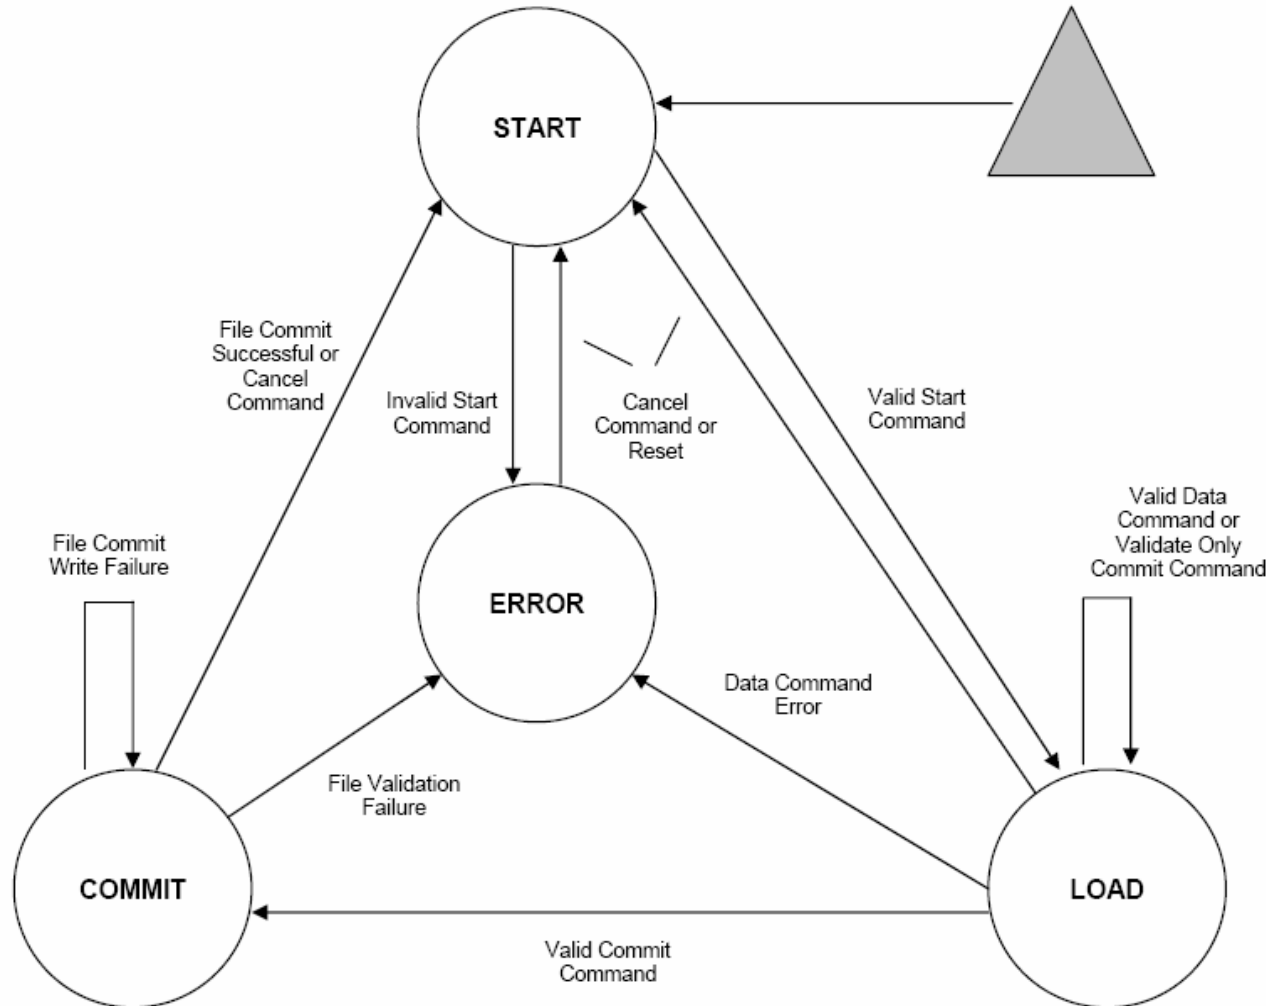 START
File Commit
Successful or
Cancel
Command
Invalid Start
Command
Cancel
Command or
Reset
Valid Start
Command
Valid Data
Command or
Validate Only
Commit Command
File Commit
Write Failure
ERROR
Data Command
Error
File Validation
Failure
COMMIT
LOAD
Valid Commit
Command